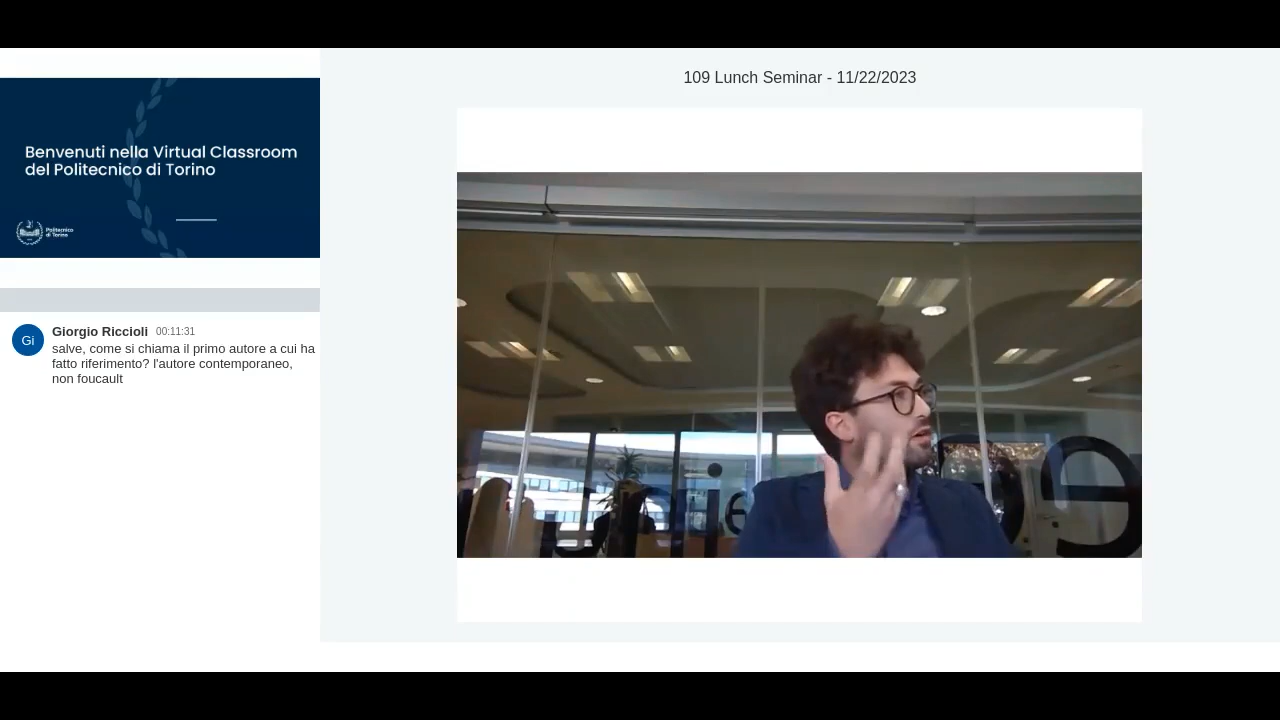 109 Lunch Seminar - 11/22/2023
Benvenuti nella Virtual Classroom
del Politecnico di Torino
Politecnico
di Torino
Gi
Giorgio Riccioli 00:11:31
salve, come si chiama il primo autore a cui ha
fatto riferimento? l'autore contemporaneo,
non foucault